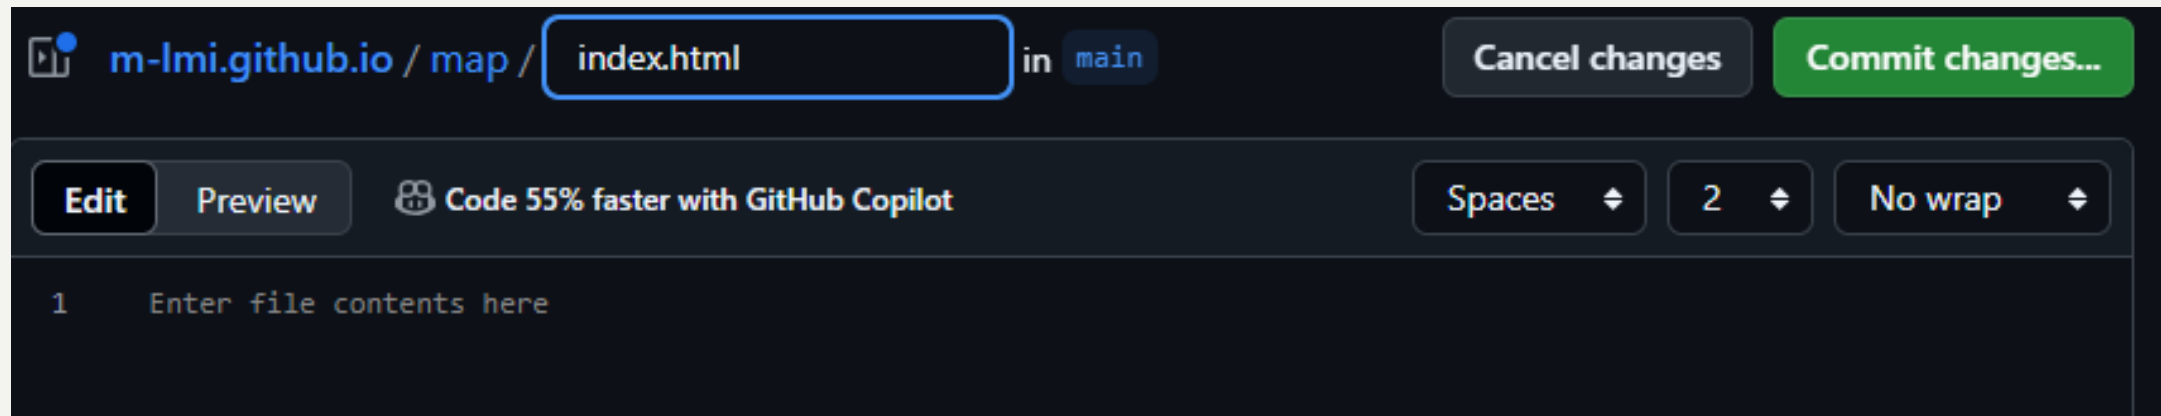 m-lmi.github.io / map / index.html in main Cancel changes Commit changes...
Edit Preview Code 55% faster with GitHub Copilot Spaces 2 No wrap
1 Enter file contents here